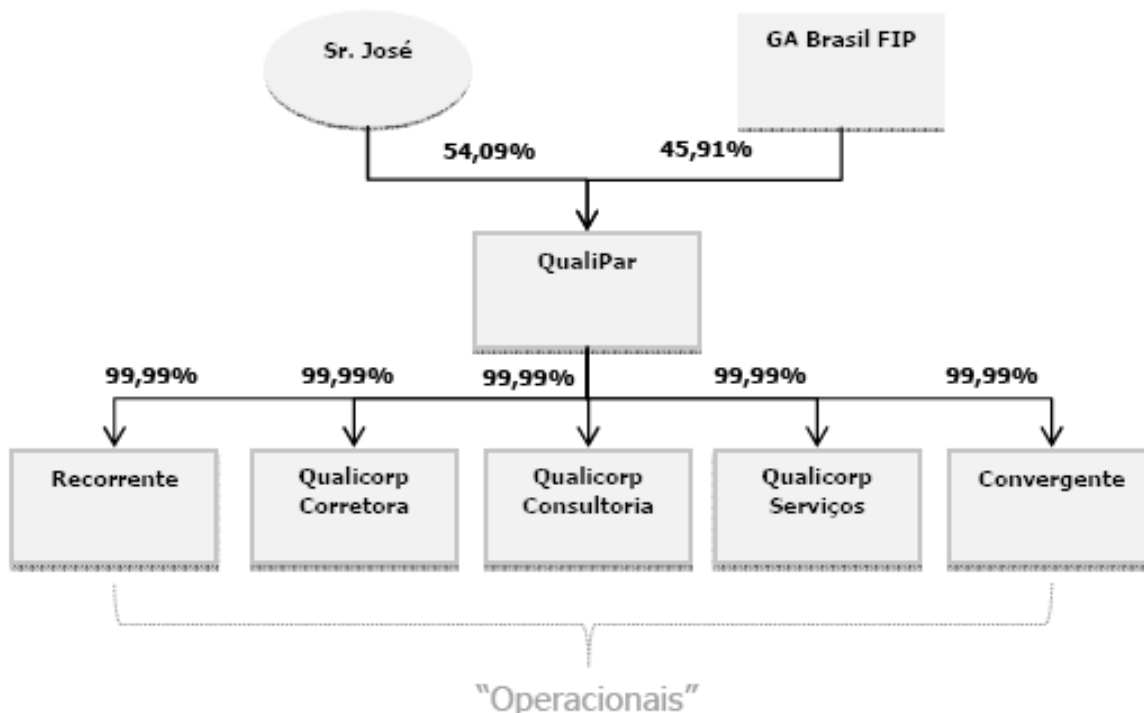 Sr. José
GA Brasil FIP
54,09%
45,91%
QualiPar
99,99%
99,99%
99,99%
99,99%
99,99%
Recorrente
Qualicorp
Corretora
Qualicorp
Consultoria
Qualicorp
Serviços
Convergente
“Operacionais”